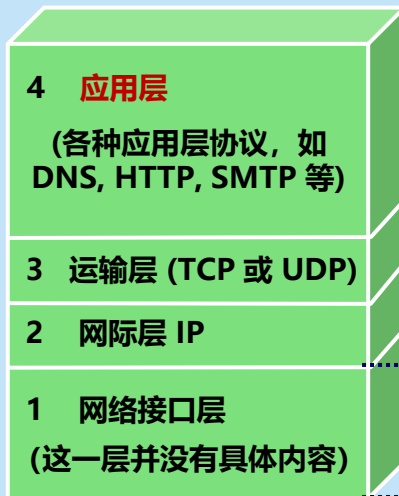 4 应用层
(各种应用层协议，如
DNS, HTTP, SMTP 等)
3 运输层 (TCP 或 UDP)
2 网际层 IP
1 网络接口层
(这一层并没有具体内容)